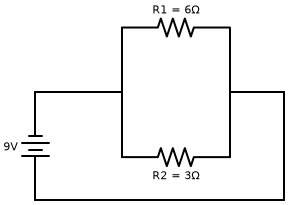 R1 = 6Ω
9V
R2 = 3Ω